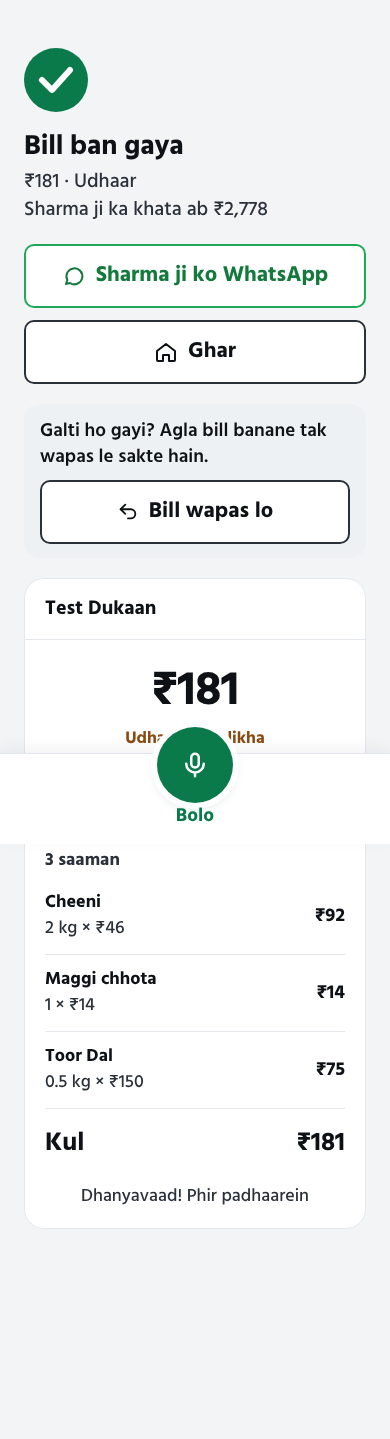 Bill ban gaya
₹181 · Udhaar
Sharma ji ka khata ab ₹2,778
Sharma ji ko WhatsApp
Ghar
Galti ho gayi? Agla bill banane tak
wapas le sakte hain.
Bill wapas lo
Test Dukaan
₹181
Bolo
3 saaman
Cheeni
2 kg × ₹46
₹92
Maggi chhota
1 × ₹14
₹14
Toor Dal
0.5 kg × ₹150
₹75
Kul
₹181
Dhanyavaad! Phir padhaarein